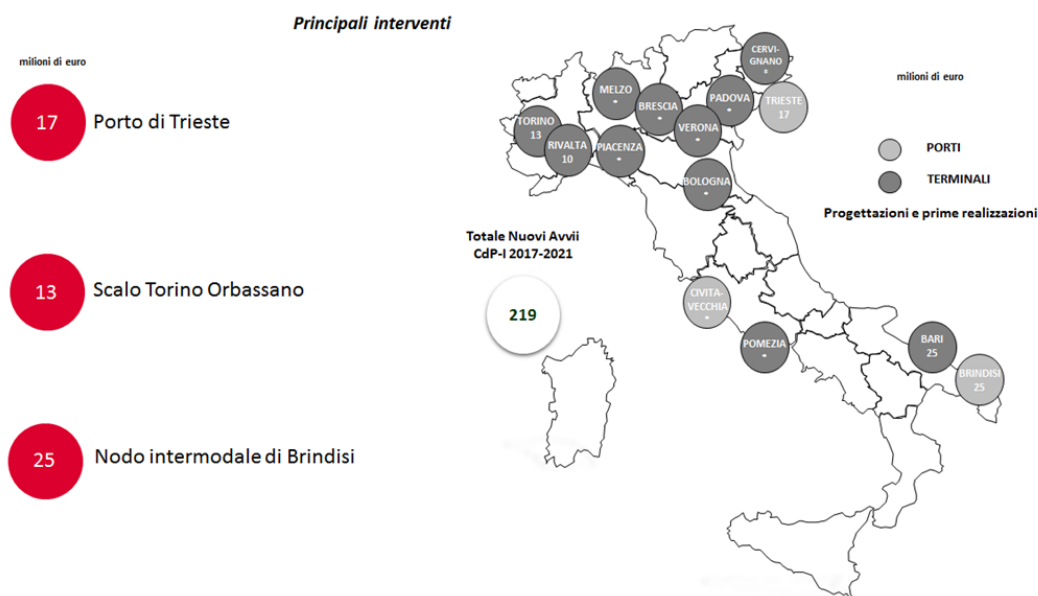 Principali interventi
milioni di euro
17
Porto di Trieste
13
Scalo Torino Orbassano
25
Nodo intermodale di Brindisi
Totale Nuovi Avvii
CdP-I 2017-2021
219
CERVI-
GNANO
*
MELZO
*
BRESCIA
*
PADOVA
*
TRIESTE
17
TORINO
13
RIVALTA
10
PIACENZA
*
VERONA
*
BOLOGNA
*
CIVITA-
VECCHIA
*
POMEZIA
*
BARI
25
BRINDISI
25
milioni di euro
PORTI
TERMINALI
Progettazioni e prime realizzazioni